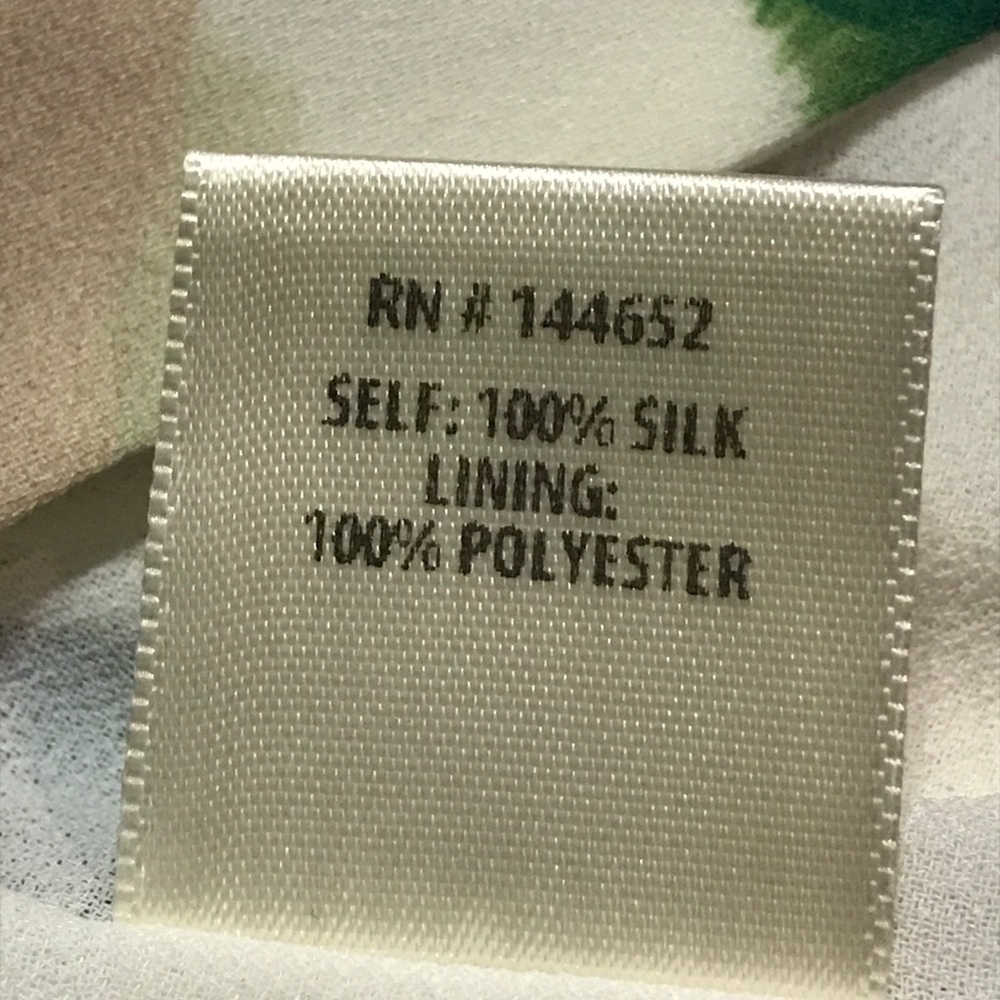 RN # 144652
SELF: 100% SILK
LINING:
100% POLYESTER